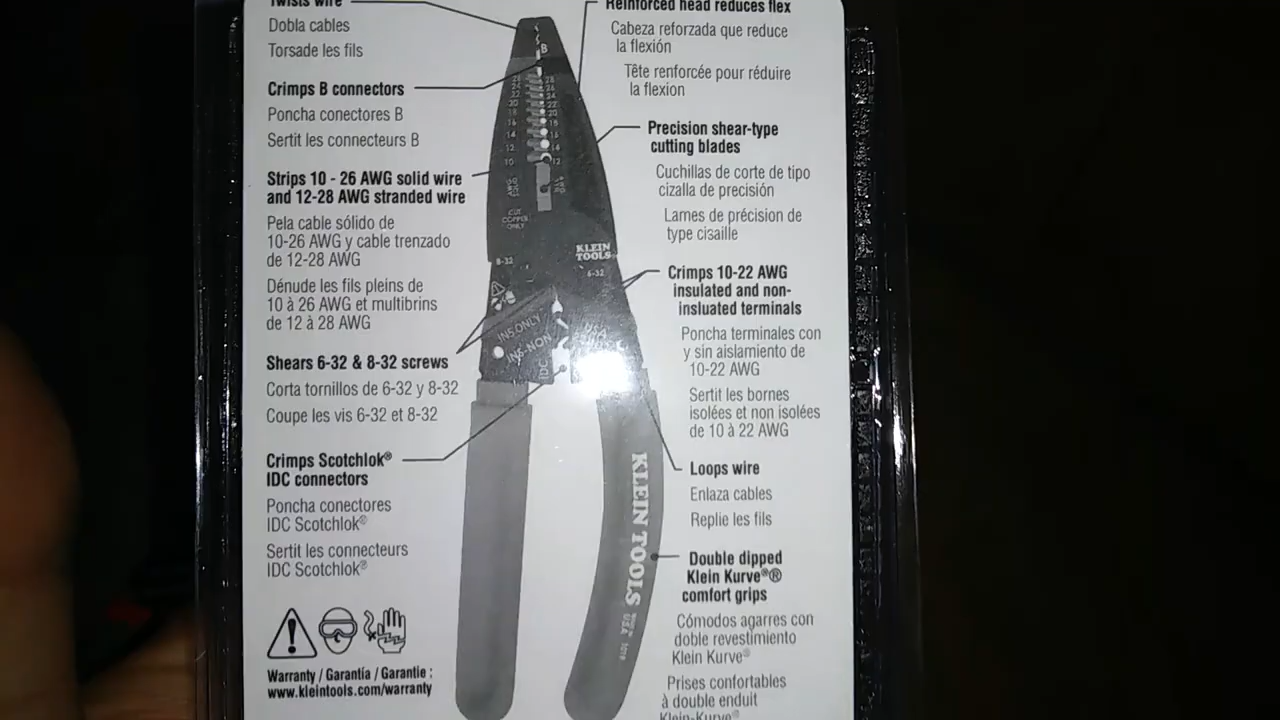 Twists wire
Dobla cables
Torsade les fils
Crimps B connectors
Poncha conectores B
Sertit les connecteurs B
Strips 10 - 26 AWG solid wire
and 12-28 AWG stranded wire
Pela cable sólido de
10-26 AWG y cable trenzado
de 12-28 AWG
Dénude les fils pleins de
10 à 26 AWG et multibrins
de 12 à 28 AWG
Shears 6-32 & 8-32 screws
Corta tornillos de 6-32 y 8-32
Coupe les vis 6-32 et 8-32
Crimps Scotchlok®
IDC connectors
Poncha conectores
IDC Scotchlok®
Sertit les connecteurs
IDC Scotchlok®
Warranty / Garantía / Garantie :
www.kleintools.com/warranty
B
CUT
COPPER
ONLY
KLEIN
TOOLS
8-32
6-32
INS ONLY
INS-NON
IDC
USA
KLEIN TOOLS
USA
Reinforced head reduces flex
Cabeza reforzada que reduce
la flexión
Tête renforcée pour réduire
la flexion
Precision shear-type
cutting blades
Cuchillas de corte de tipo
cizalla de precisión
Lames de précision de
type cisaille
Crimps 10-22 AWG
insulated and non-
insluated terminals
Poncha terminales con
y sin aislamiento de
10-22 AWG
Sertit les bornes
isolées et non isolées
de 10 à 22 AWG
Loops wire
Enlaza cables
Replie les fils
Double dipped
Klein Kurve®®
comfort grips
Cómodos agarres con
doble revestimiento
Klein Kurve®
Prises confortables
à double enduit
Klein-Kurve®